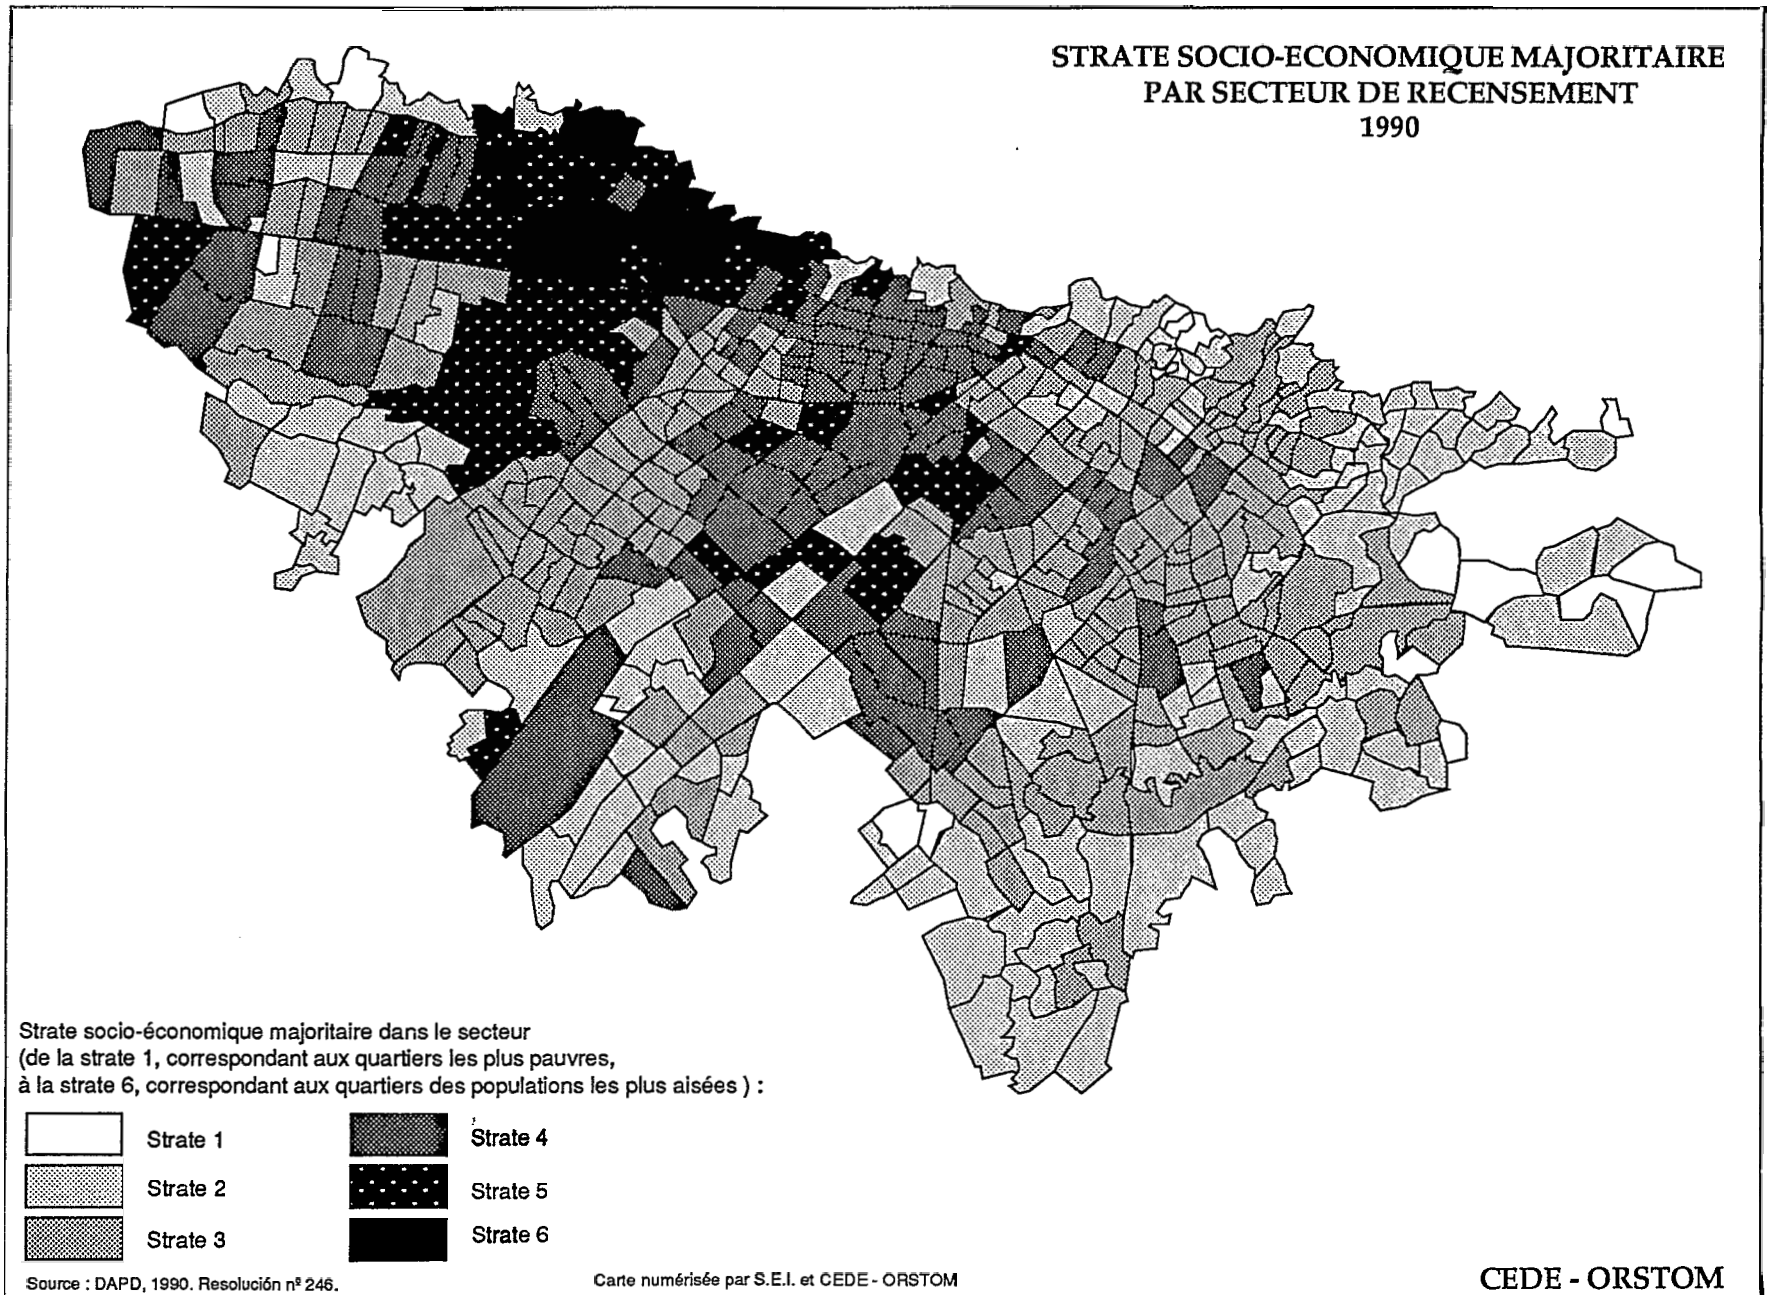 STRATE SOCIO-ECONOMIQUE MAJORITAIRE
PAR SECTEUR DE RECENSEMENT
1990
Strate socio-économique majoritaire dans le secteur
(de la strate 1, correspondant aux quartiers les plus pauvres,
à la strate 6, correspondant aux quartiers des populations les plus aisées ) :
Strate 1
Strate 2
Strate 3
Strate 4
Strate 5
Strate 6
Source : DAPD, 1990. Resolución nº 246.
Carte numérisée par S.E.I. et CEDE - ORSTOM
CEDE - ORSTOM